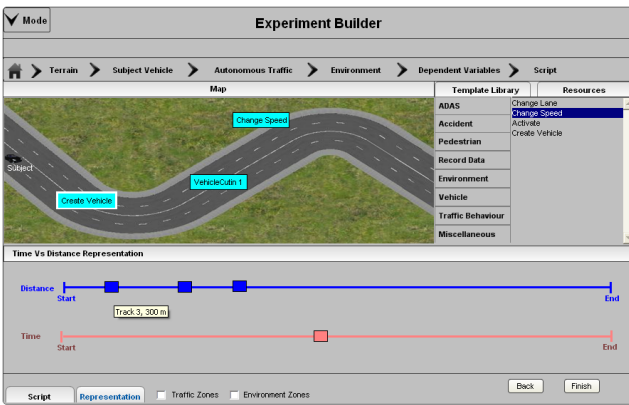 Mode
Experiment Builder
Terrain Subject Vehicle Autonomous Traffic Environment Dependent Variables Script
Map
Template Library Resources
ADAS
Accident
Pedestrian
Record Data
Environment
Vehicle
Traffic Behaviour
Miscellaneous
Change Lane
Change Speed
Activate
Create Vehicle
Change Speed
Subject
VehicleCutin 1
Create Vehicle
Time Vs Distance Representation
Distance
Start End
Track 3, 300 m
Time
Start End
Back Finish
Script Representation Traffic Zones Environment Zones